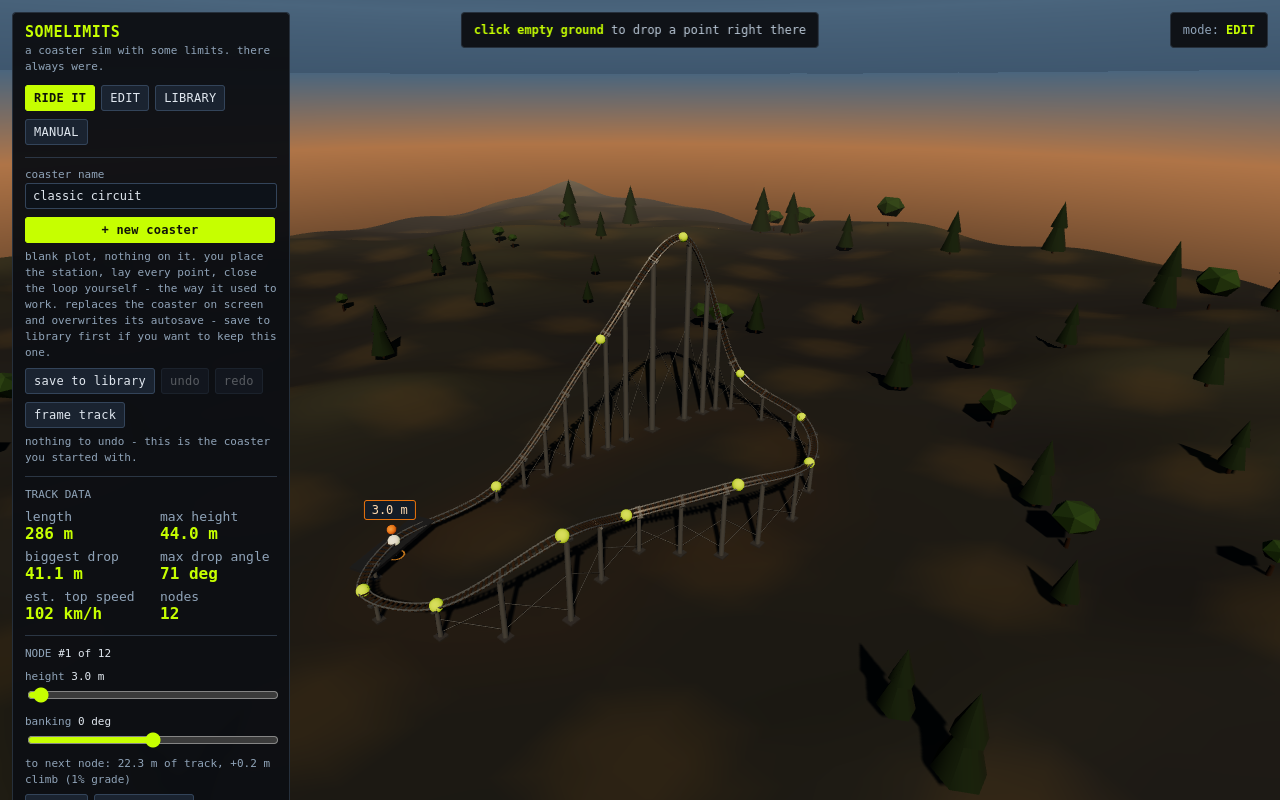 SOMELIMITS
a coaster sim with some limits. there
always were.
RIDE IT EDIT LIBRARY
MANUAL
coaster name
classic circuit
+ new coaster
blank plot, nothing on it. you place
the station, lay every point, close
the loop yourself - the way it used to
work. replaces the coaster on screen
and overwrites its autosave - save to
library first if you want to keep this
one.
save to library undo redo
frame track
nothing to undo - this is the coaster
you started with.
TRACK DATA
length max height
286 m 44.0 m
biggest drop max drop angle
41.1 m 71 deg
est. top speed nodes
102 km/h 12
NODE #1 of 12
height 3.0 m
banking 0 deg
to next node: 22.3 m of track, +0.2 m
climb (1% grade)
click empty ground to drop a point right there
mode: EDIT
3.0 m